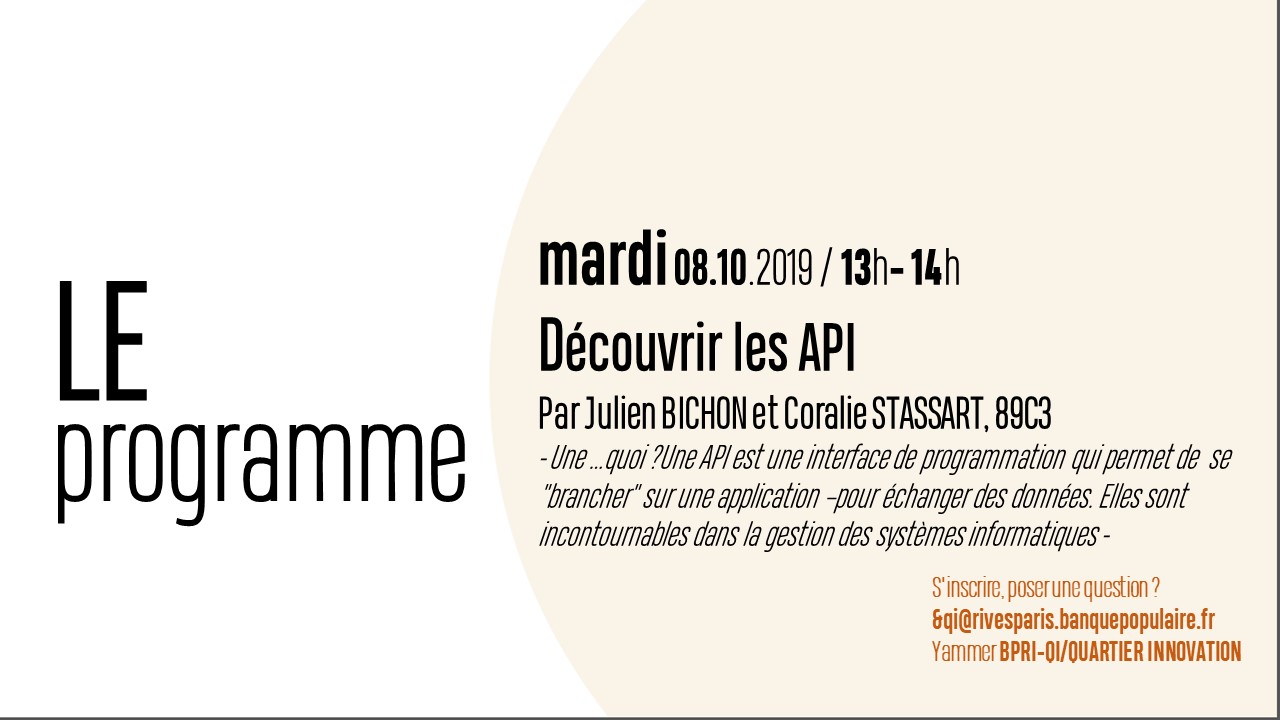 LE
programme
mardi 08.10.2019 / 13h- 14h
Découvrir les API
Par Julien BICHON et Coralie STASSART, 89C3
- Une ...quoi ?Une API est une interface de programmation qui permet de se
"brancher" sur une application –pour échanger des données. Elles sont
incontournables dans la gestion des systèmes informatiques -
S'inscrire, poser une question ?
&qi@rivesparis.banquepopulaire.fr
Yammer BPRI-QI/QUARTIER INNOVATION